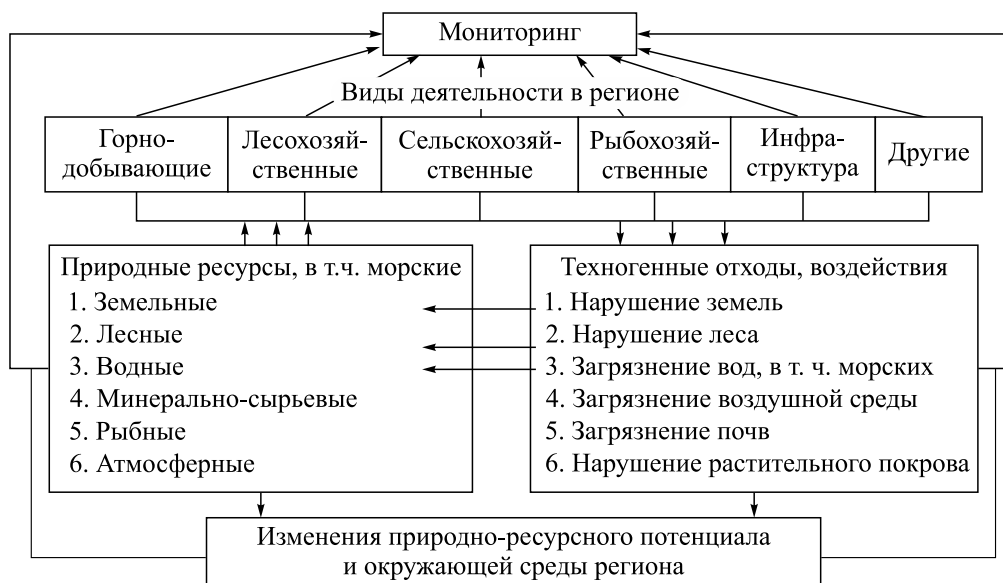 Мониторинг
Виды деятельности в регионе
Горно-
добывающие
Лесохозяй-
ственные
Сельскохозяй-
ственные
Рыбохозяй-
ственные
Инфра-
структура
Другие
Природные ресурсы, в т.ч. морские
1. Земельные
2. Лесные
3. Водные
4. Минерально-сырьевые
5. Рыбные
6. Атмосферные
Техногенные отходы, воздействия
1. Нарушение земель
2. Нарушение леса
3. Загрязнение вод, в т. ч. морских
4. Загрязнение воздушной среды
5. Загрязнение почв
6. Нарушение растительного покрова
Изменения природно-ресурсного потенциала
и окружающей среды региона